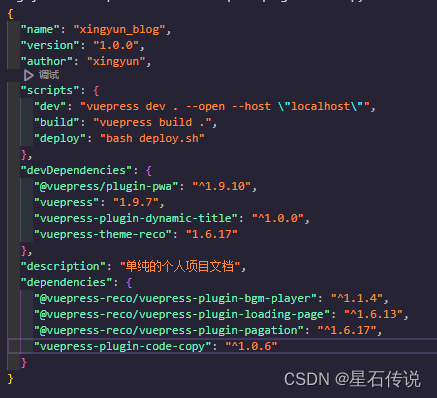 {
"name": "xingyun_blog",
"version": "1.0.0",
"author": "xingyun",
调试
"scripts": {
"dev": "vuepress dev . --open --host \"localhost\"",
"build": "vuepress build .",
"deploy": "bash deploy.sh"
},
"devDependencies": {
"@vuepress/plugin-pwa": "^1.9.10",
"vuepress": "1.9.7",
"vuepress-plugin-dynamic-title": "^1.0.0",
"vuepress-theme-reco": "1.6.17"
},
"description": "单纯的个人项目文档",
"dependencies": {
"@vuepress-reco/vuepress-plugin-bgm-player": "^1.1.4",
"@vuepress-reco/vuepress-plugin-loading-page": "^1.6.13",
"@vuepress-reco/vuepress-plugin-pagation": "^1.6.17",
"vuepress-plugin-code-copy": "^1.0.6"
}
}
CSDN @星石传说